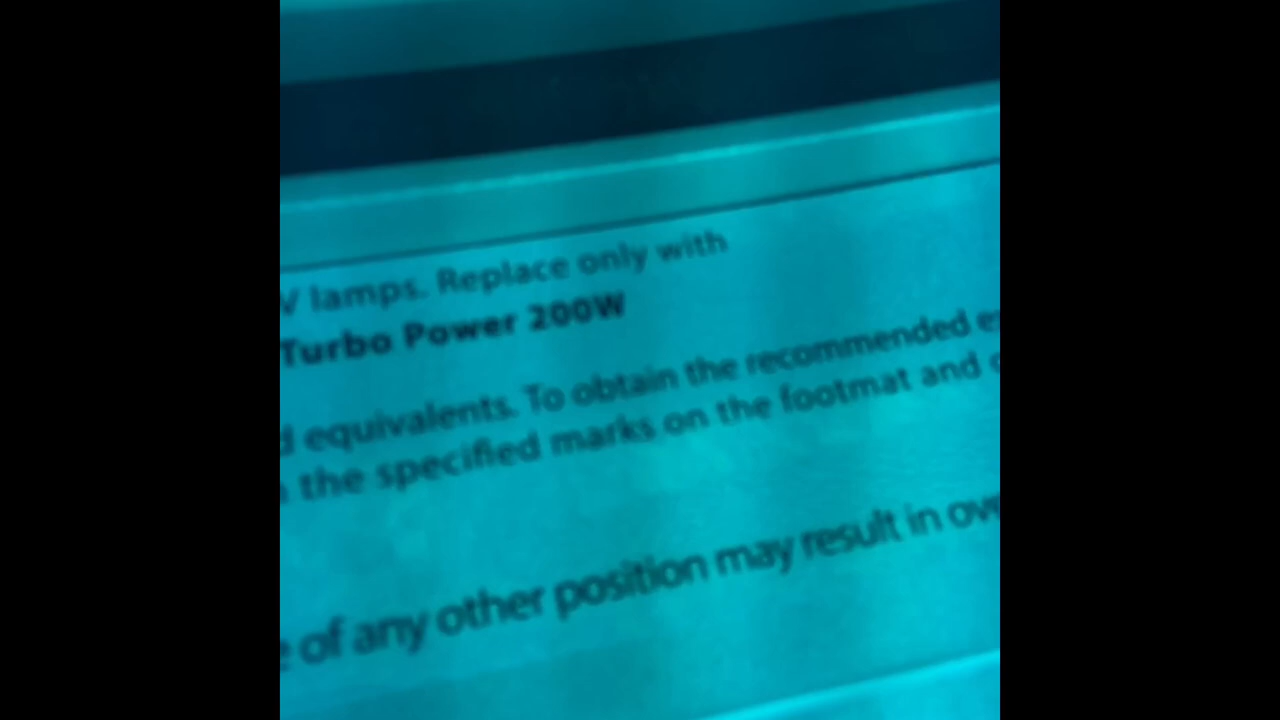 V lamps. Replace only with
Turbo Power 200W
equivalents. To obtain the recommended
the specified marks on the footmat and
of any other position may result in